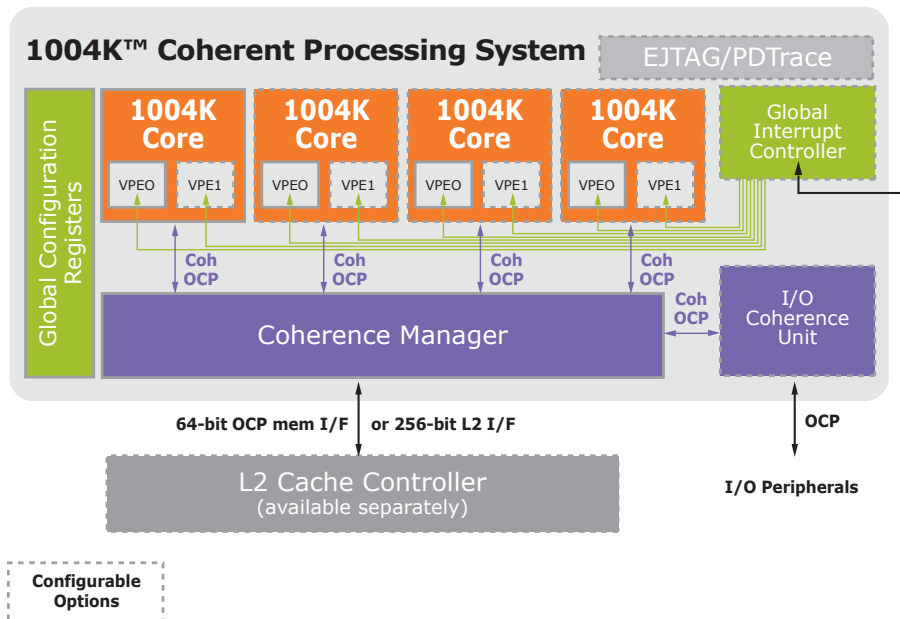 1004K™ Coherent Processing System
EJTAG/PDTrace
Global Configuration
Registers
1004K
Core
VPEO
VPE1
1004K
Core
VPEO
VPE1
1004K
Core
VPEO
VPE1
1004K
Core
VPEO
VPE1
Global
Interrupt
Controller
Coh
OCP
Coh
OCP
Coh
OCP
Coh
OCP
Coherence Manager
Coh
OCP
I/O
Coherence
Unit
64-bit OCP mem I/F
or 256-bit L2 I/F
OCP
L2 Cache Controller
(available separately)
I/O Peripherals
Configurable
Options